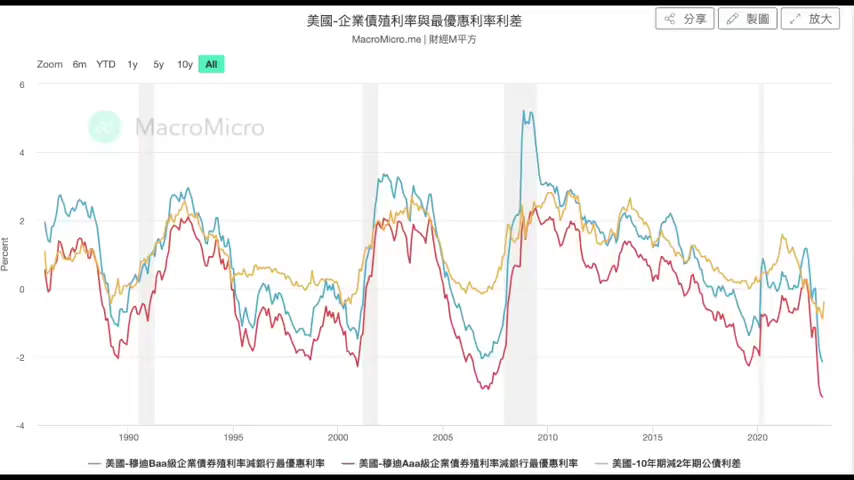 美國-企業債殖利率與最優惠利率利差
分享
製圖
放大
MacroMicro.me | 財經M平方
Zoom 6m YTD 1y 5y 10y All
6
4
2
0
-2
-4
Percent
MacroMicro
1990 1995 2000 2005 2010 2015 2020
美國-穆迪Baa級企業債券殖利率減銀行最優惠利率 美國-穆迪Aaa級企業債券殖利率減銀行最優惠利率 美國-10年期減2年期公債利差